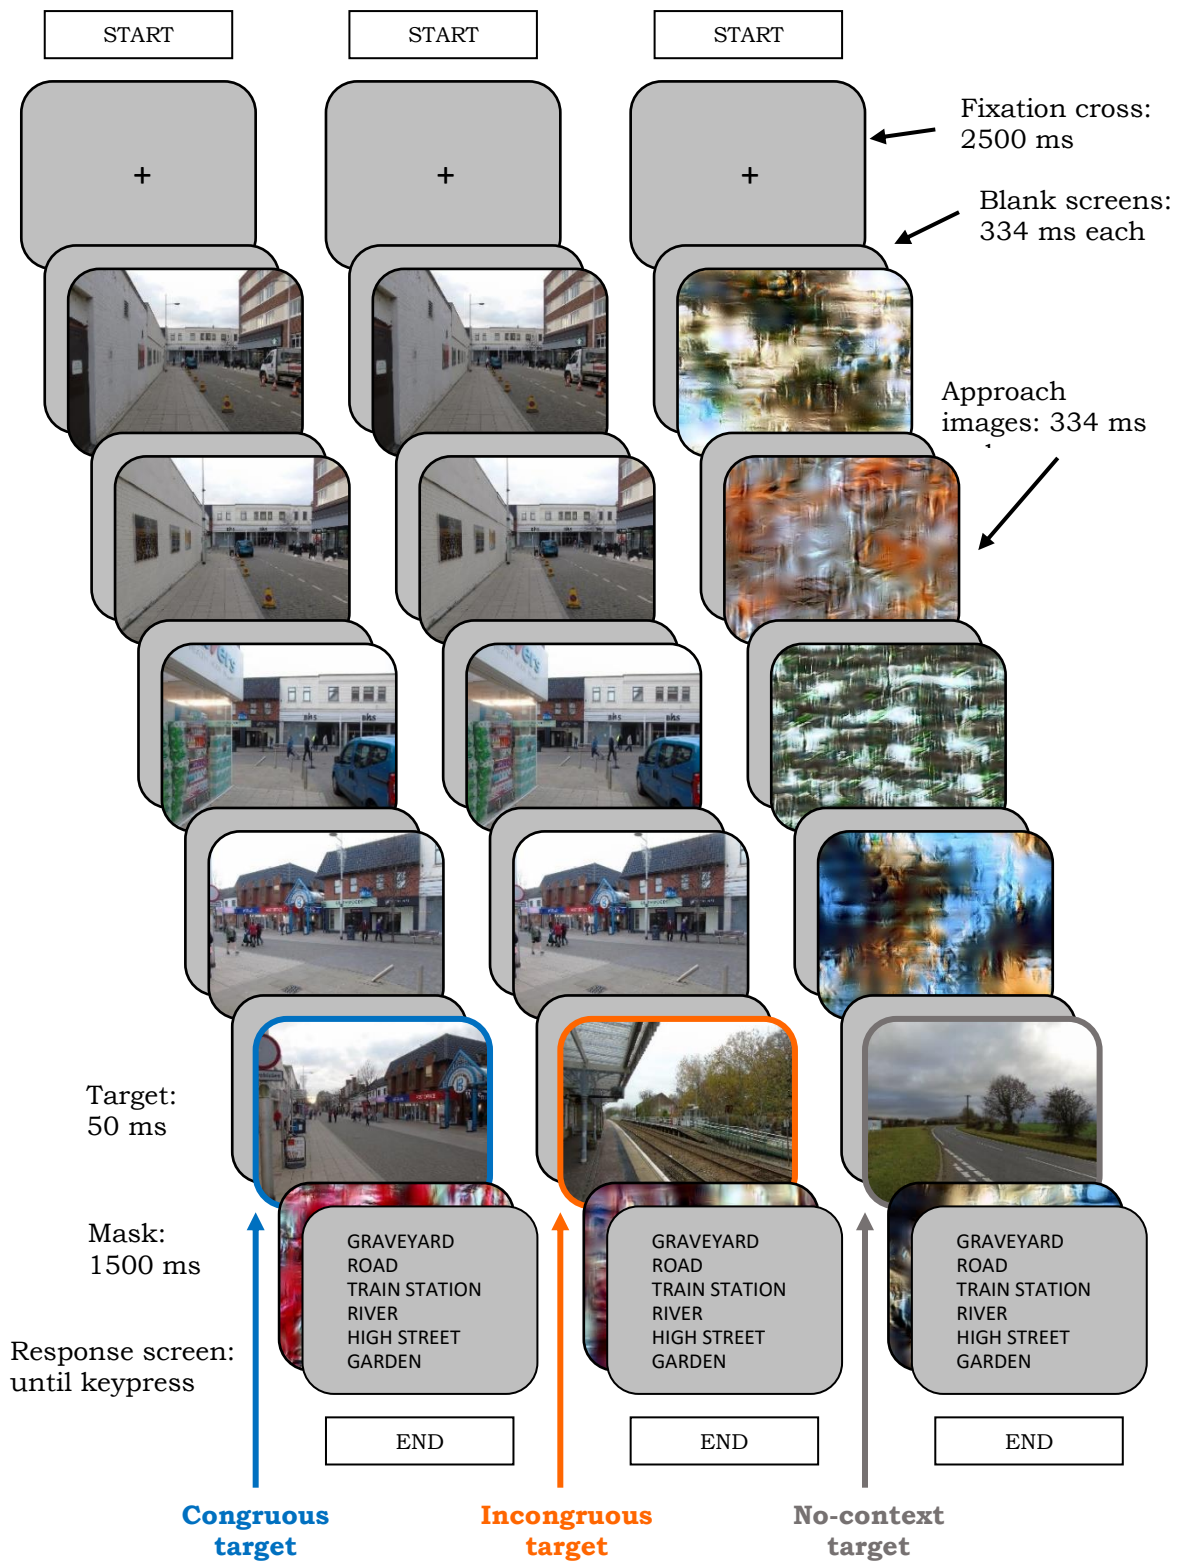 START
START
START
Fixation cross:
2500 ms
Blank screens:
334 ms each
Approach
images: 334 ms
bhs
bhs
Target:
50 ms
Mask:
1500 ms
Response screen:
until keypress
GRAVEYARD
ROAD
TRAIN STATION
RIVER
HIGH STREET
GARDEN
GRAVEYARD
ROAD
TRAIN STATION
RIVER
HIGH STREET
GARDEN
GRAVEYARD
ROAD
TRAIN STATION
RIVER
HIGH STREET
GARDEN
END
END
END
Congruous
target
Incongruous
target
No-context
target